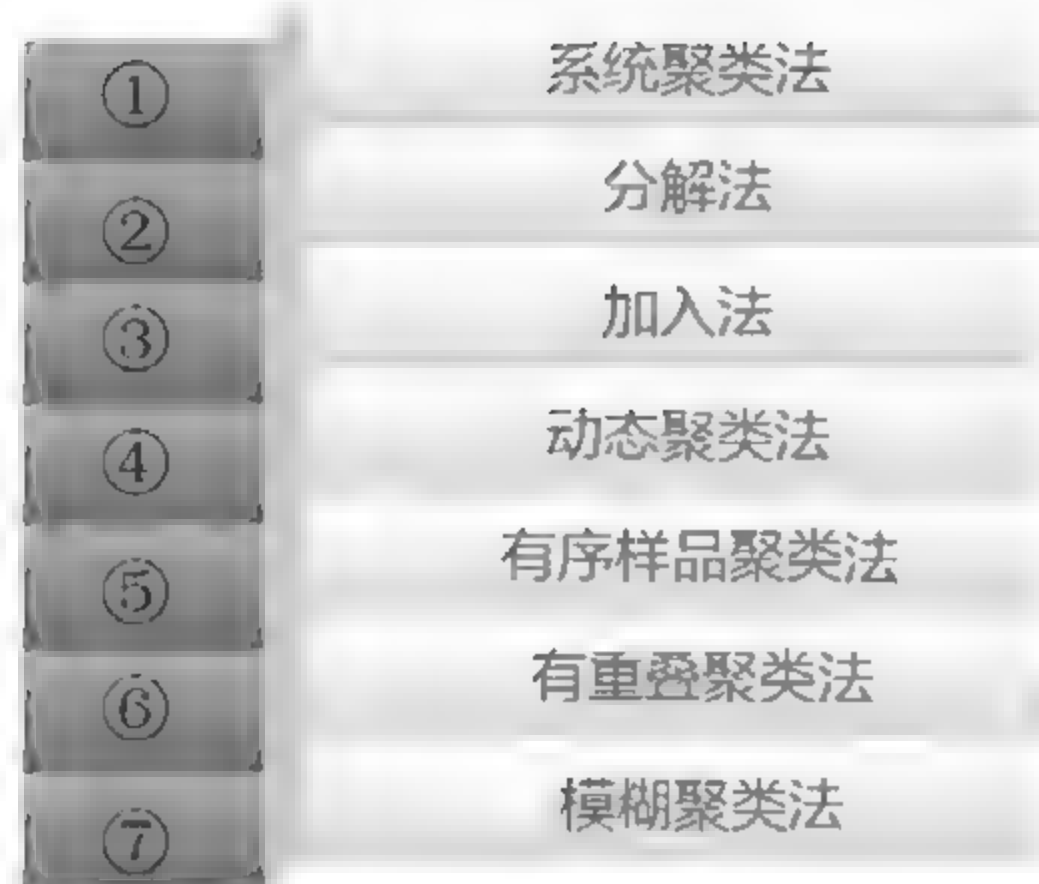 ① 系统聚类法
② 分解法
③ 加入法
④ 动态聚类法
⑤ 有序样品聚类法
⑥ 有重叠聚类法
⑦ 模糊聚类法